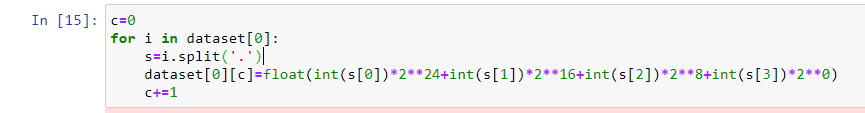 In [15]: c=0
for i in dataset[0]:
    s=i.split('.')
    dataset[0][c]=float(int(s[0])*2**24+int(s[1])*2**16+int(s[2])*2**8+int(s[3])*2**0)
    c+=1